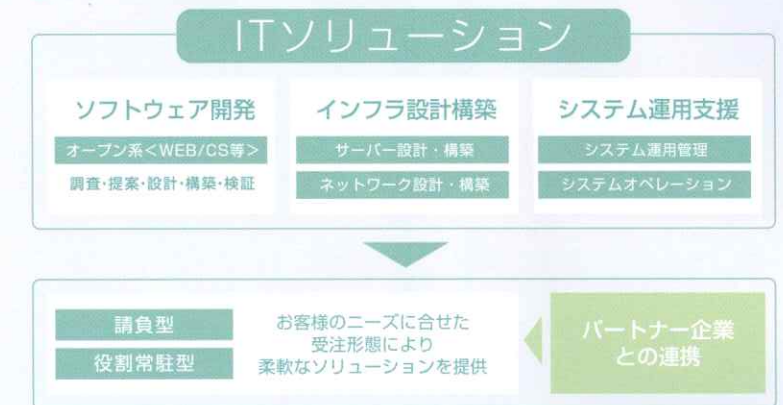 ITソリューション
ソフトウェア開発
オープン系<WEB/CS等>
調査・提案・設計・構築・検証
インフラ設計構築
サーバー設計・構築
ネットワーク設計・構築
システム運用支援
システム運用管理
システムオペレーション
請負型
役割常駐型
お客様のニーズに合せた
受注形態により
柔軟なソリューションを提供
パートナー企業
との連携